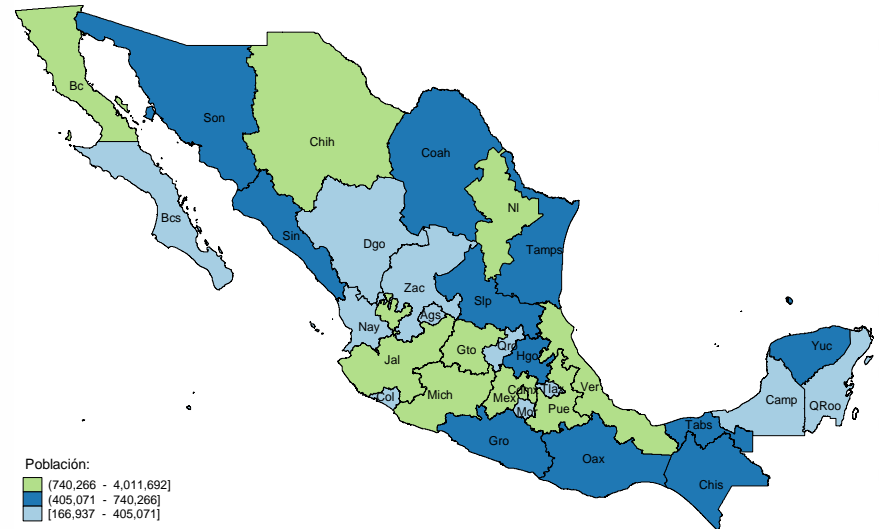 Bc
Son
Chih
Coah
Bcs
Nl
Sin
Dgo
Tamps
Zac
Slp
Ags
Nay
Yuc
Jal
Gto
Qro
Hgo
Col
Mich
Mex
Cdmx
Tlax
Ver
Mor
Pue
Camp
QRoo
Gro
Tabs
Oax
Chis
Población:
(740,266 - 4,011,692]
(405,071 - 740,266]
[166,937 - 405,071]